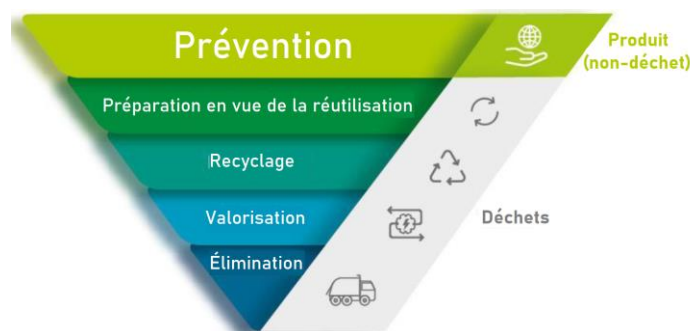 Prévention
Produit
(non-déchet)
Préparation en vue de la réutilisation
Recyclage
Valorisation
Déchets
Élimination